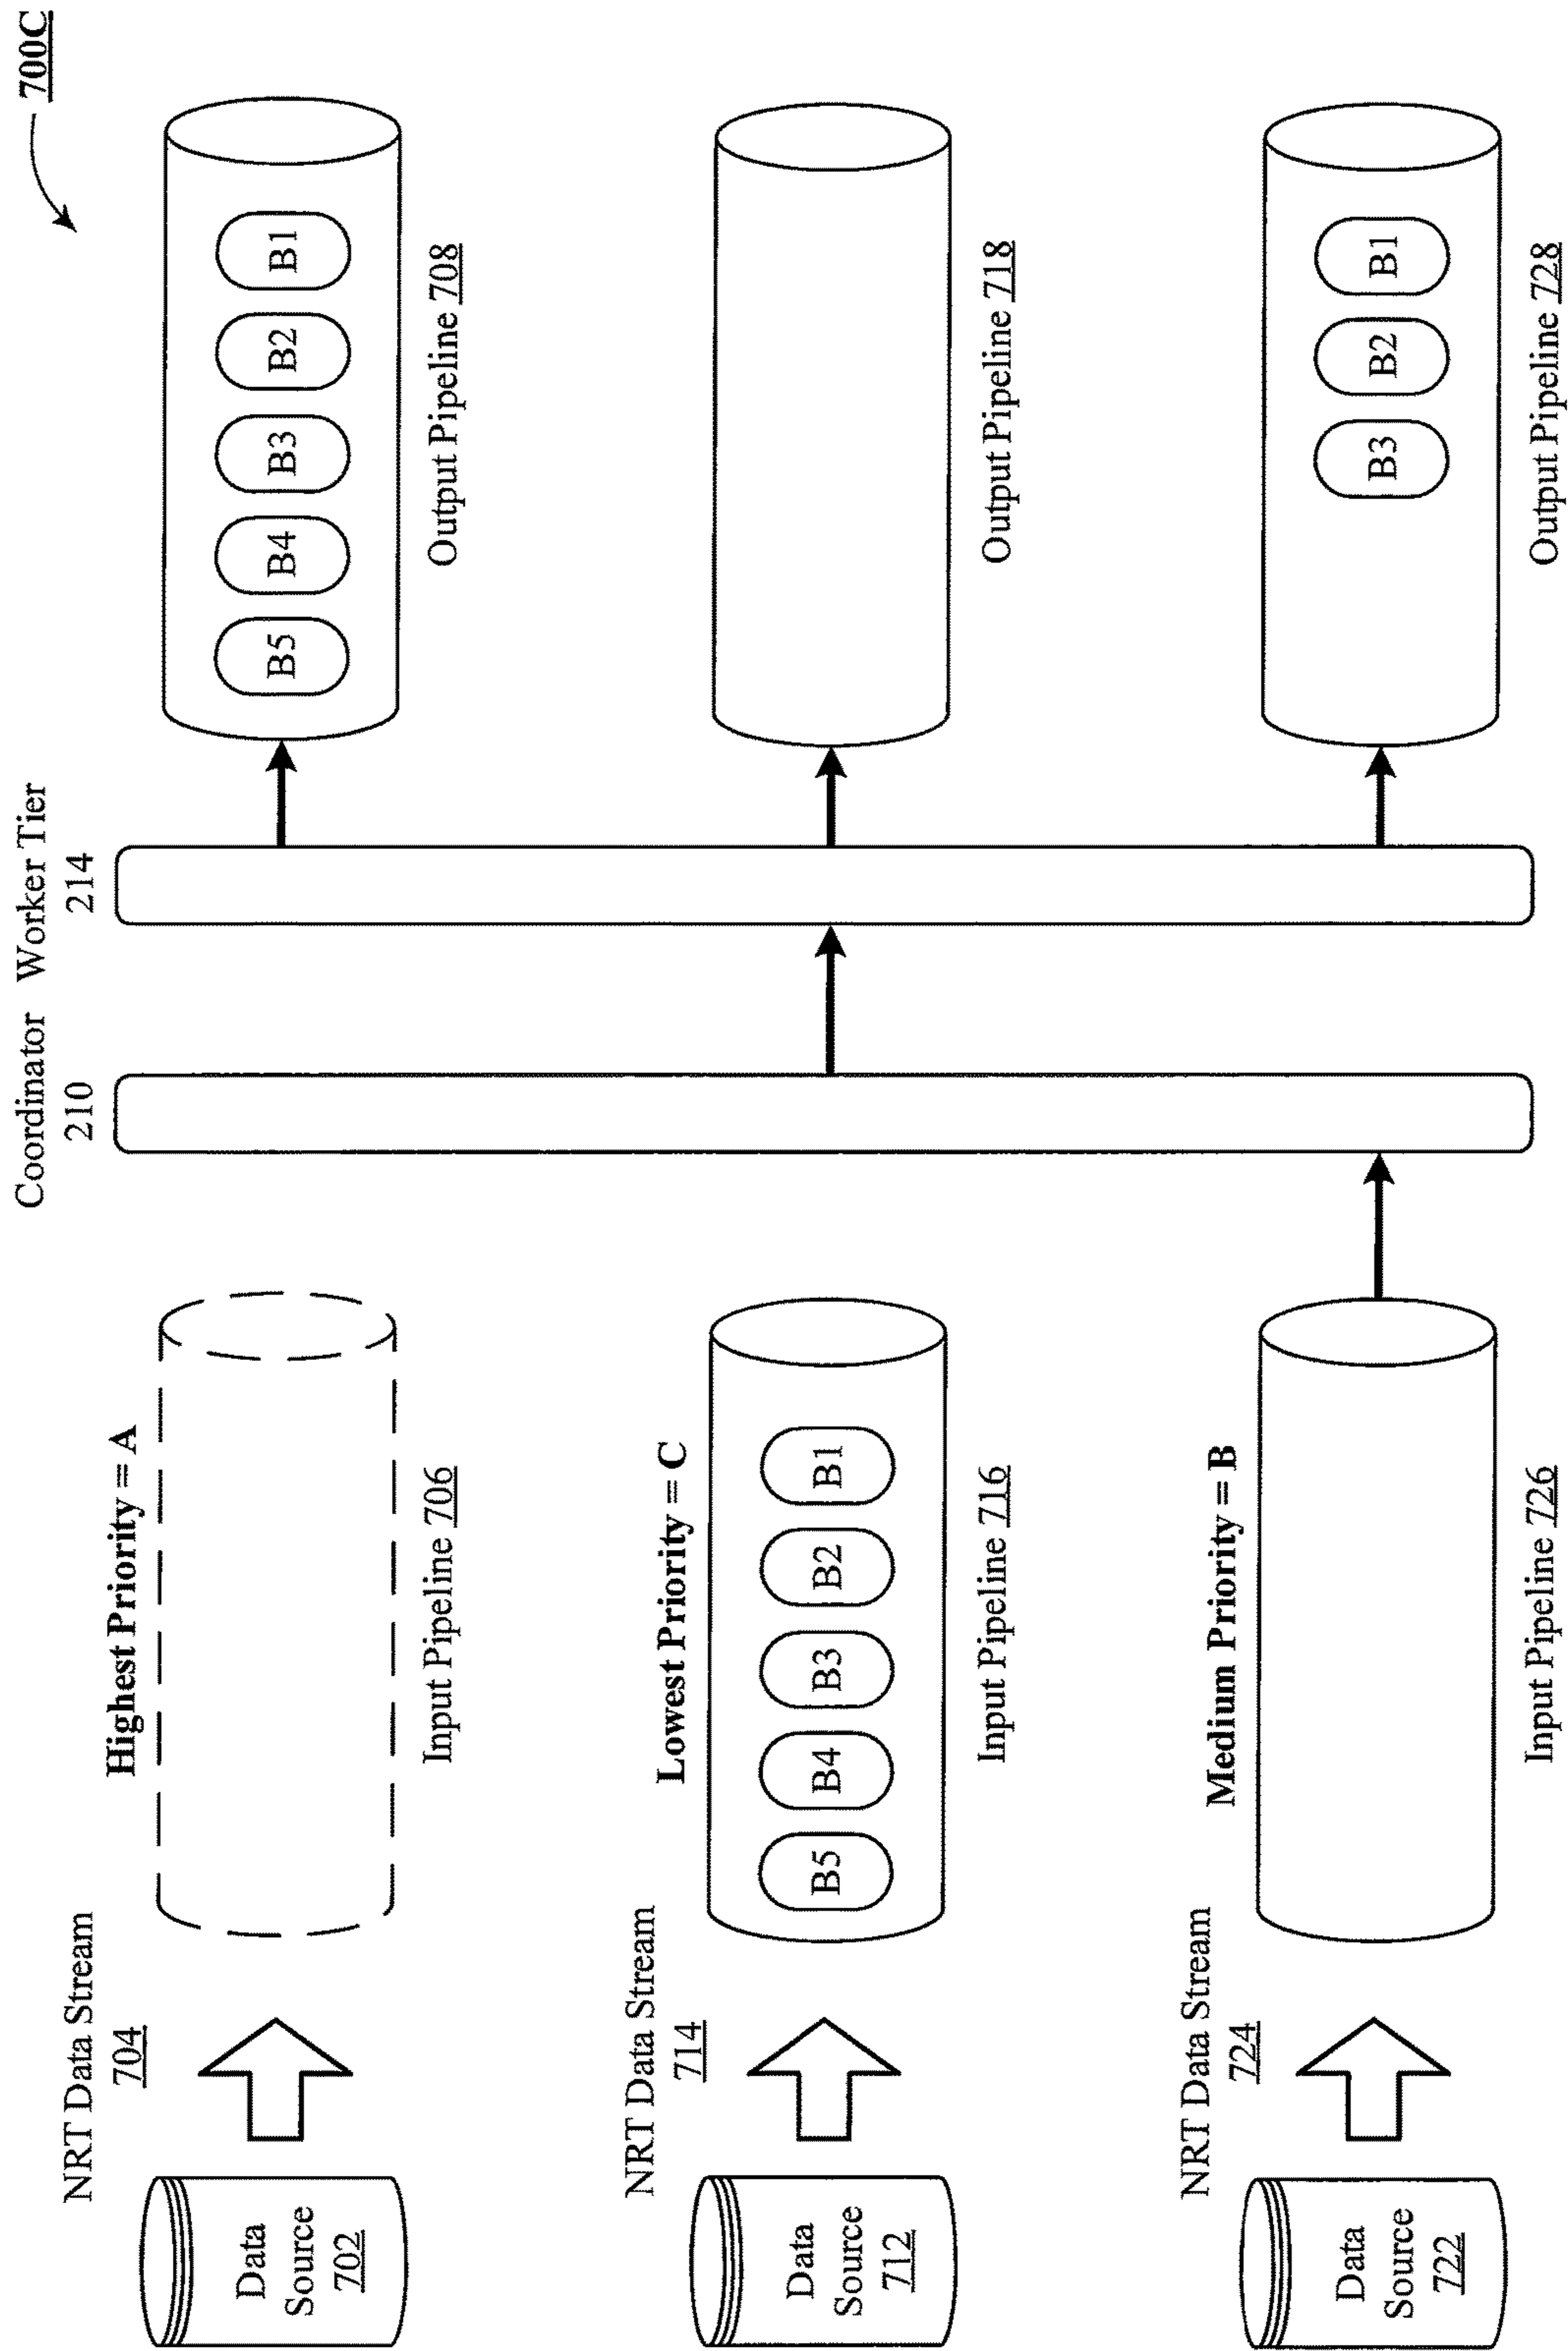 700C
Coordinator
210
Worker Tier
214
NRT Data Stream
704
Highest Priority = A
Data
Source
702
Input Pipeline 706
B5
B4
B3
B2
B1
Output Pipeline 708
NRT Data Stream
714
Lowest Priority = C
Data
Source
712
B5
B4
B3
B2
B1
Input Pipeline 716
Output Pipeline 718
NRT Data Stream
724
Medium Priority = B
Data
Source
722
Input Pipeline 726
B3
B2
B1
Output Pipeline 728